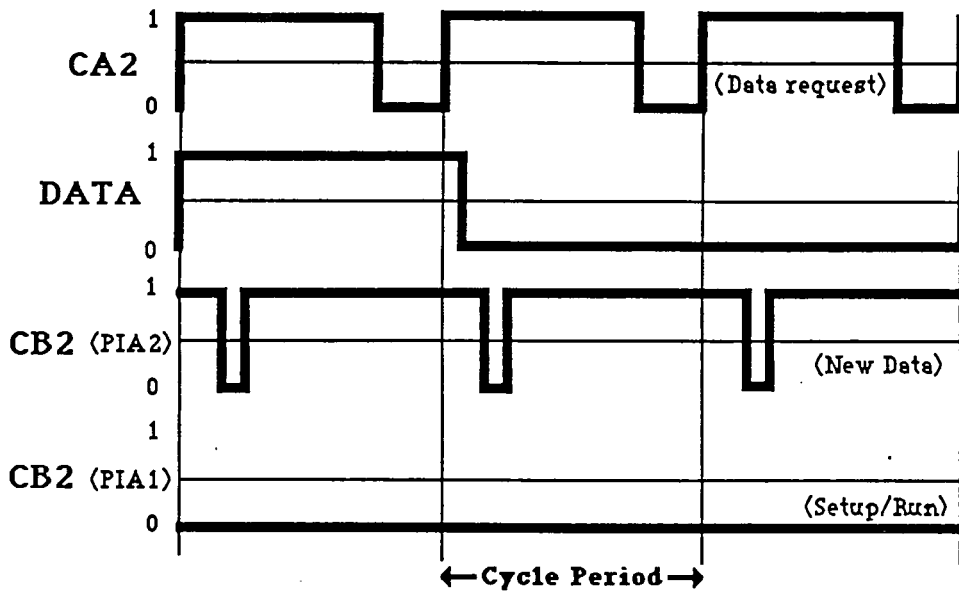 1
CA2
0
(Data request)
1
DATA
0
1
CB2 (PIA2)
0
(New Data)
1
CB2 (PIA1)
0
(Setup/Run)
Cycle Period